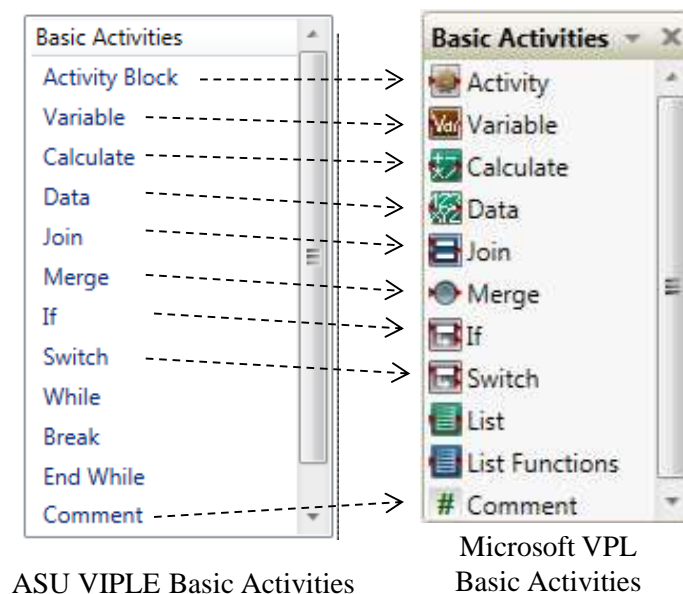 Basic Activities
Activity Block
Variable
Calculate
Data
Join
Merge
If
Switch
While
Break
End While
Comment
ASU VIPLE Basic Activities
Basic Activities
Activity
Var Variable
Calculate
Data
Join
Merge
If
Switch
List
List Functions
# Comment
Microsoft VPL
Basic Activities